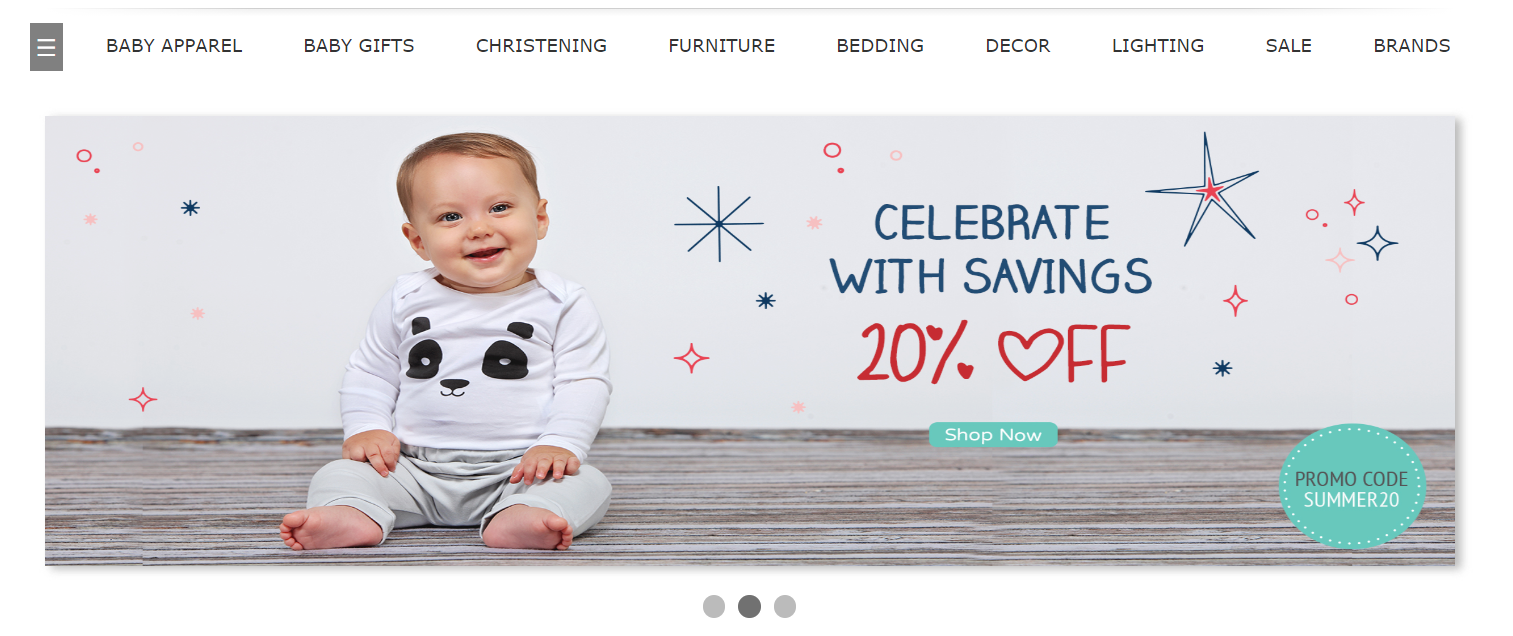 BABY APPAREL BABY GIFTS CHRISTENING FURNITURE BEDDING DECOR LIGHTING SALE BRANDS
CELEBRATE
WITH SAVINGS
20% OFF
Shop Now
PROMO CODE
SUMMER20